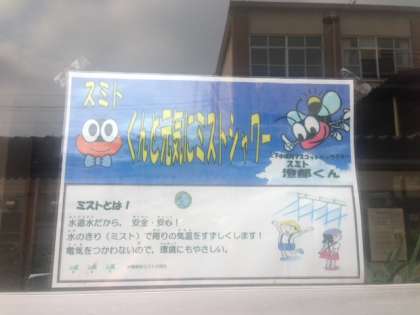 スミト
くんと元気にミストシャワー
スミト
澄都くん
ミストとは!
水道水だから、安全・安心!
水のきり(ミスト)で周りの気温をすずしくします!
電気をつかわないので、環境にもやさしい。